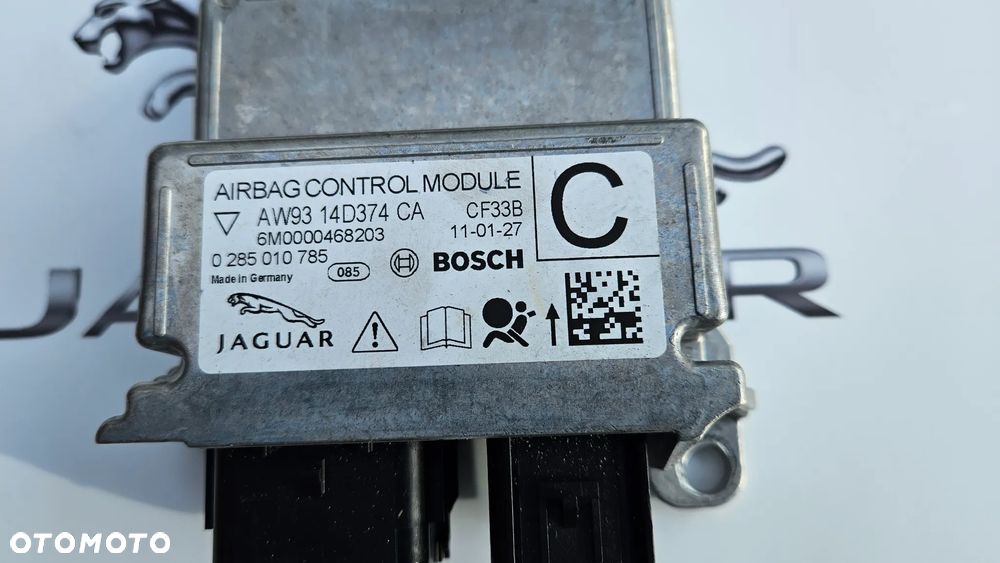 AIRBAG CONTROL MODULE
C
AW93 14D374 CA CF33B
6M0000468203 11-01-27
0 285 010 785
Made in Germany 085 BOSCH
JAGUAR
OTOMOTO